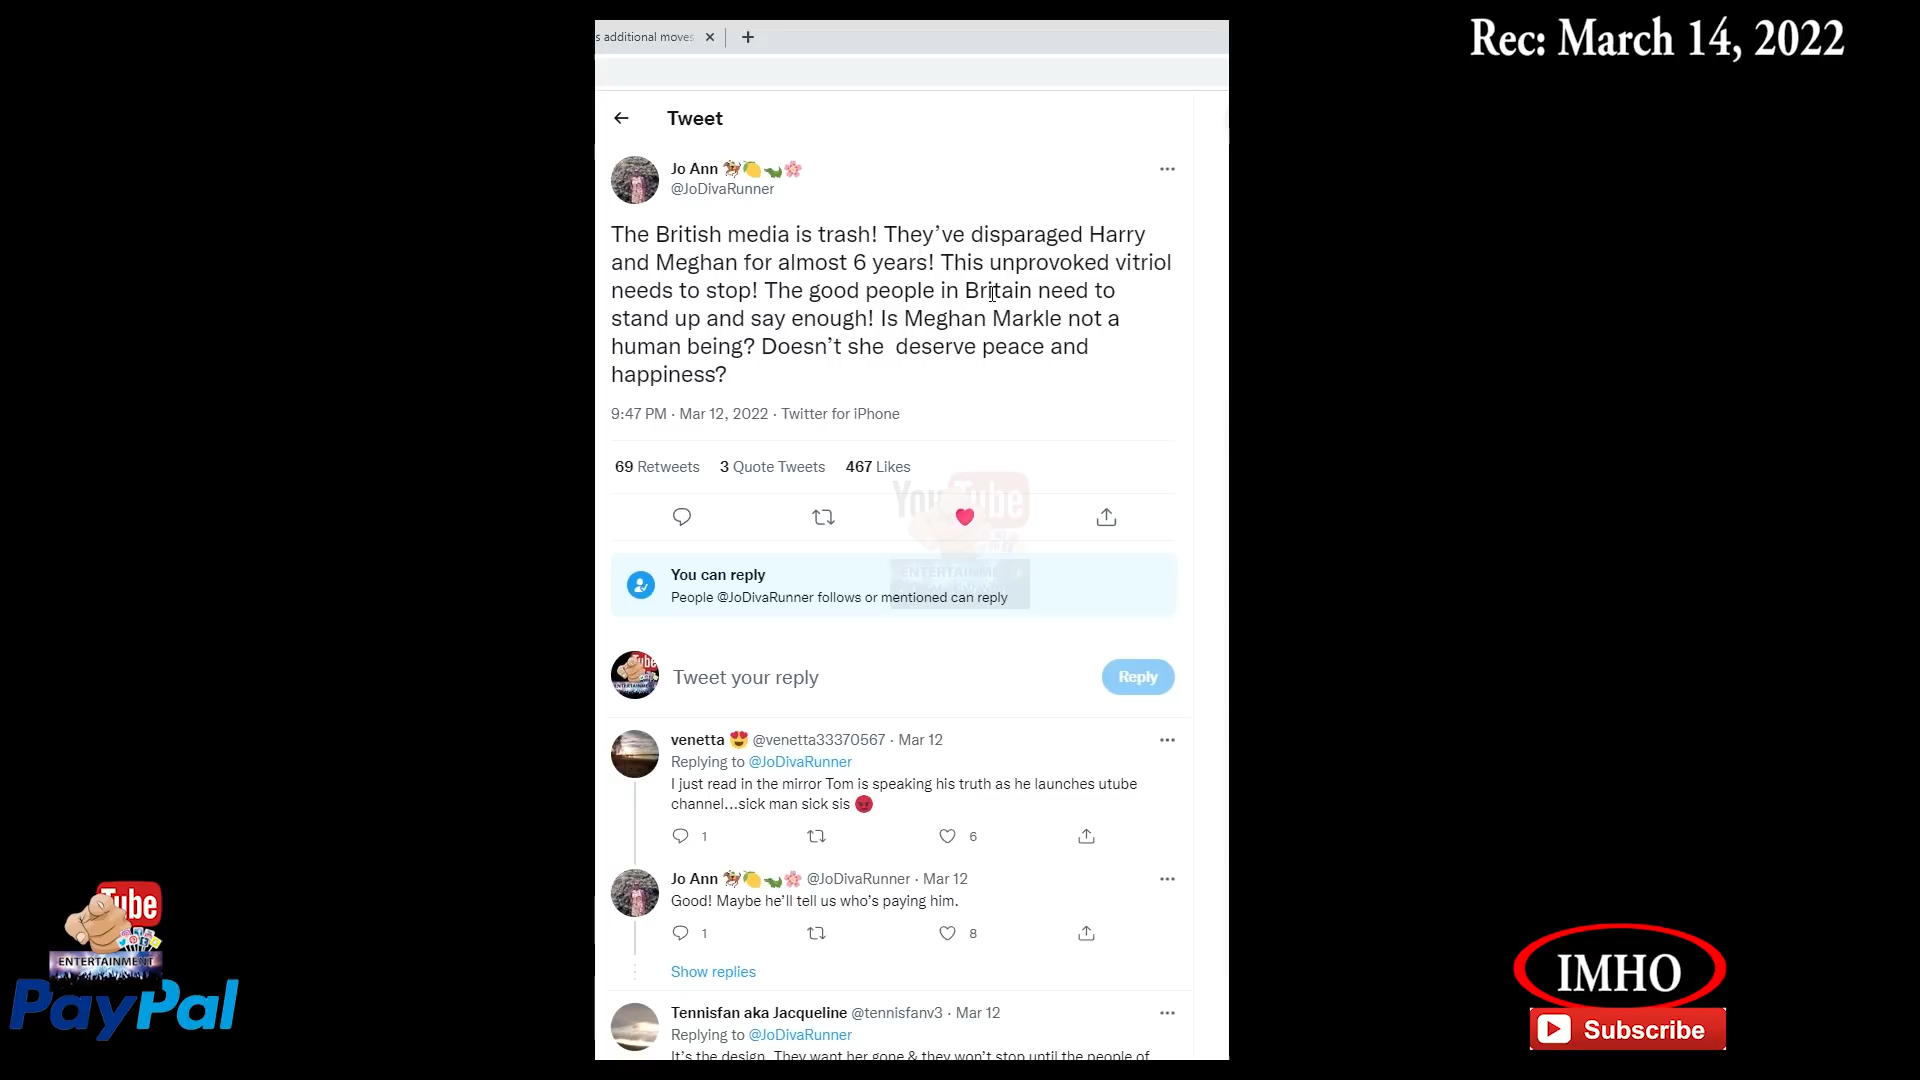 Rec: March 14, 2022
s additional moves
Tweet
Jo Ann
@JoDivaRunner
The British media is trash! They’ve disparaged Harry
and Meghan for almost 6 years! This unprovoked vitriol
needs to stop! The good people in Britain need to
stand up and say enough! Is Meghan Markle not a
human being? Doesn’t she  deserve peace and
happiness?
9:47 PM · Mar 12, 2022 · Twitter for iPhone
69 Retweets 3 Quote Tweets 467 Likes
YouTube
ENTERTAINMENT
You can reply
People @JoDivaRunner follows or mentioned can reply
Tweet your reply
Reply
venetta @venetta33370567 · Mar 12
Replying to @JoDivaRunner
I just read in the mirror Tom is speaking his truth as he launches utube
channel...sick man sick sis
1 6
Jo Ann @JoDivaRunner · Mar 12
Good! Maybe he’ll tell us who’s paying him.
1 8
Show replies
Tennisfan aka Jacqueline @tennisfanv3 · Mar 12
Replying to @JoDivaRunner
It’s the design. They want her gone & they won’t stop until the people of
Tube
ENTERTAINMENT
PayPal
IMHO
Subscribe